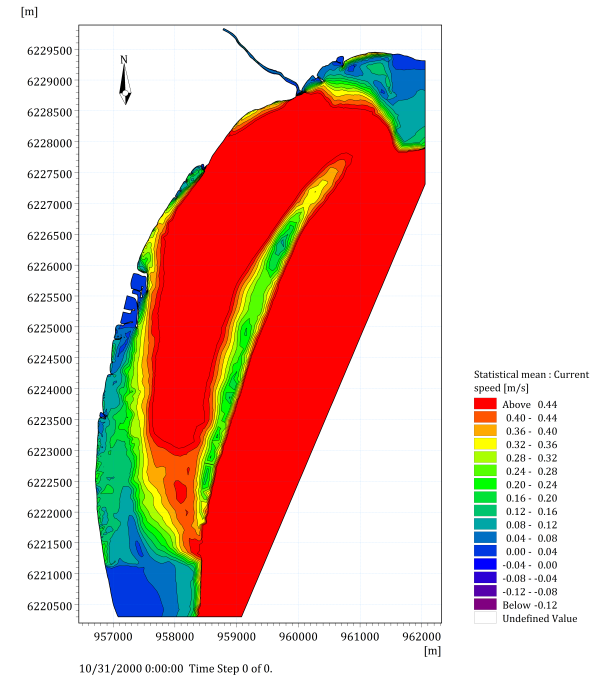 [m]
6229500
6229000
6228500
6228000
6227500
6227000
6226500
6226000
6225500
6225000
6224500
6224000
6223500
6223000
6222500
6222000
6221500
6221000
6220500
N
957000 958000 959000 960000 961000 962000
[m]
10/31/2000 0:00:00 Time Step 0 of 0.
Statistical mean : Current
speed [m/s]
Above 0.44
0.40 - 0.44
0.36 - 0.40
0.32 - 0.36
0.28 - 0.32
0.24 - 0.28
0.20 - 0.24
0.16 - 0.20
0.12 - 0.16
0.08 - 0.12
0.04 - 0.08
0.00 - 0.04
-0.04 - 0.00
-0.08 - -0.04
-0.12 - -0.08
Below -0.12
Undefined Value